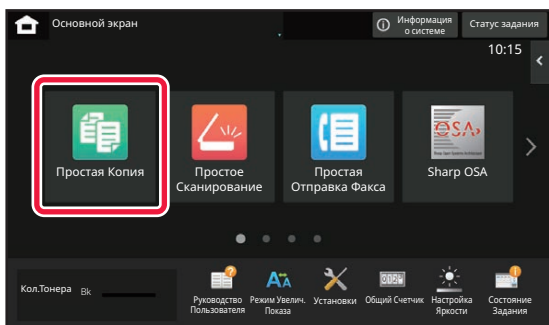 Основной экран
Информация
о системе
Статус задания
10:15
Простая Копия
Простое
Сканирование
Простая
Отправка Факса
OSA
Sharp OSA
Кол.Тонера Bk
Руководство
Пользователя
Режим Увелич.
Показа
Установки
Общий Счетчик
Настройка
Яркости
Состояние
Задания